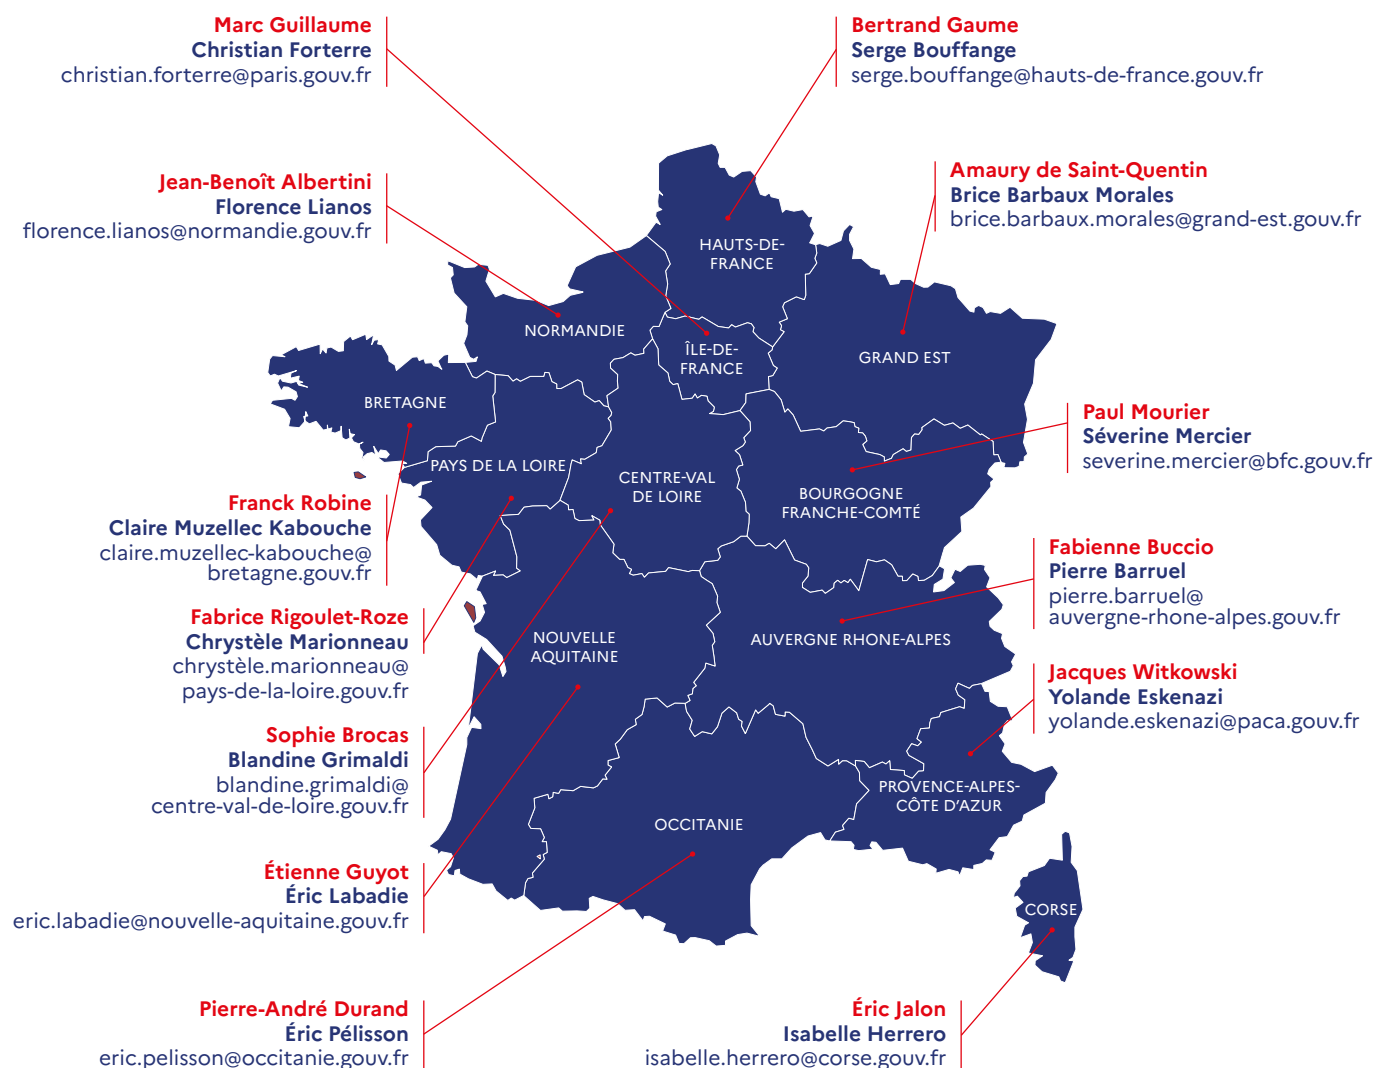 Marc Guillaume
Christian Forterre
christian.forterre@paris.gouv.fr
Bertrand Gaume
Serge Bouffange
serge.bouffange@hauts-de-france.gouv.fr
Jean-Benoît Albertini
Florence Lianos
florence.lianos@normandie.gouv.fr
Amaury de Saint-Quentin
Brice Barbaux Morales
brice.barbaux.morales@grand-est.gouv.fr
HAUTS-DE-
FRANCE
NORMANDIE
ÎLE-DE-
FRANCE
GRAND EST
BRETAGNE
Paul Mourier
Séverine Mercier
severine.mercier@bfc.gouv.fr
PAYS DE LA LOIRE
CENTRE-VAL
DE LOIRE
BOURGOGNE
FRANCHE-COMTÉ
Franck Robine
Claire Muzellec Kabouche
claire.muzellec-kabouche@
bretagne.gouv.fr
Fabienne Buccio
Pierre Barruel
pierre.barruel@
auvergne-rhone-alpes.gouv.fr
Fabrice Rigoulet-Roze
Chrystèle Marionneau
chrystèle.marionneau@
pays-de-la-loire.gouv.fr
NOUVELLE
AQUITAINE
AUVERGNE RHONE-ALPES
Jacques Witkowski
Yolande Eskenazi
yolande.eskenazi@paca.gouv.fr
Sophie Brocas
Blandine Grimaldi
blandine.grimaldi@
centre-val-de-loire.gouv.fr
PROVENCE-ALPES-
CÔTE D'AZUR
OCCITANIE
Étienne Guyot
Éric Labadie
eric.labadie@nouvelle-aquitaine.gouv.fr
CORSE
Pierre-André Durand
Éric Pélisson
eric.pelisson@occitanie.gouv.fr
Éric Jalon
Isabelle Herrero
isabelle.herrero@corse.gouv.fr